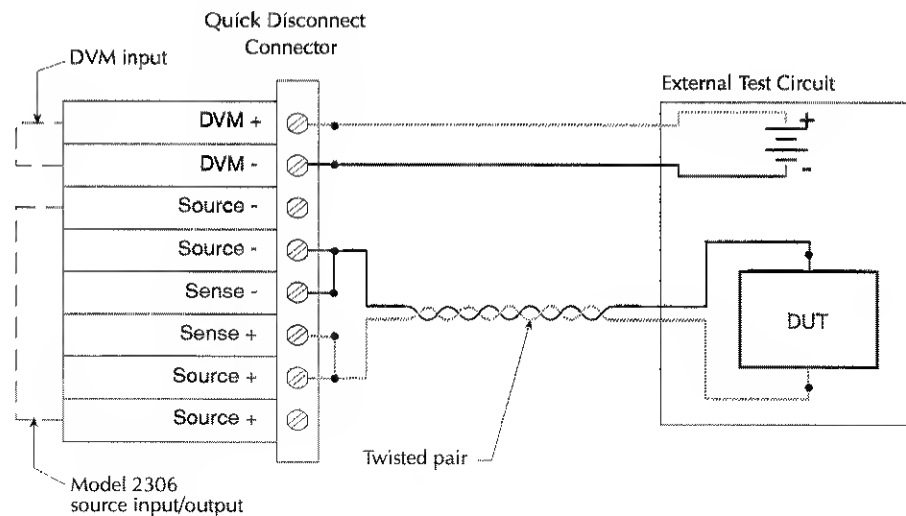 Quick Disconnect
Connector
DVM input
External Test Circuit
DVM +
+
DVM -
-
Source -
Source -
Sense -
Sense +
DUT
Source +
Source +
Twisted pair
Model 2306
source input/output